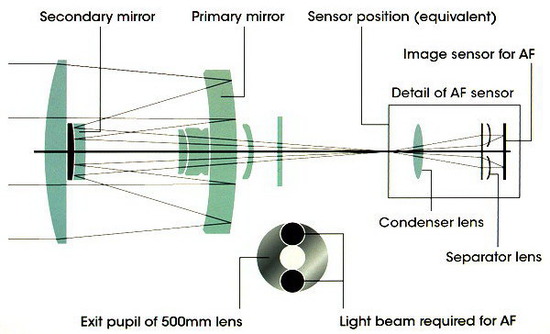 Secondary mirror
Primary mirror
Sensor position (equivalent)
Image sensor for AF
Detail of AF sensor
Condenser lens
Separator lens
Exit pupil of 500mm lens
Light beam required for AF